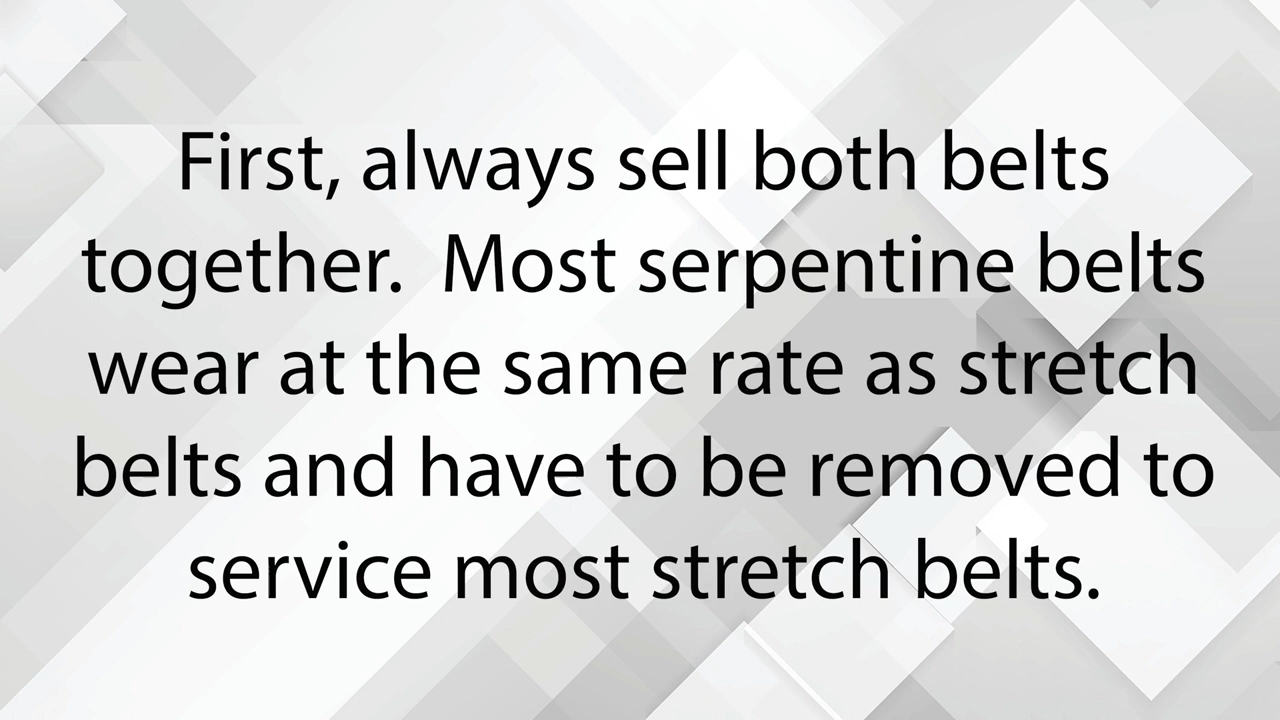 First, always sell both belts
together.  Most serpentine belts
wear at the same rate as stretch
belts and have to be removed to
service most stretch belts.